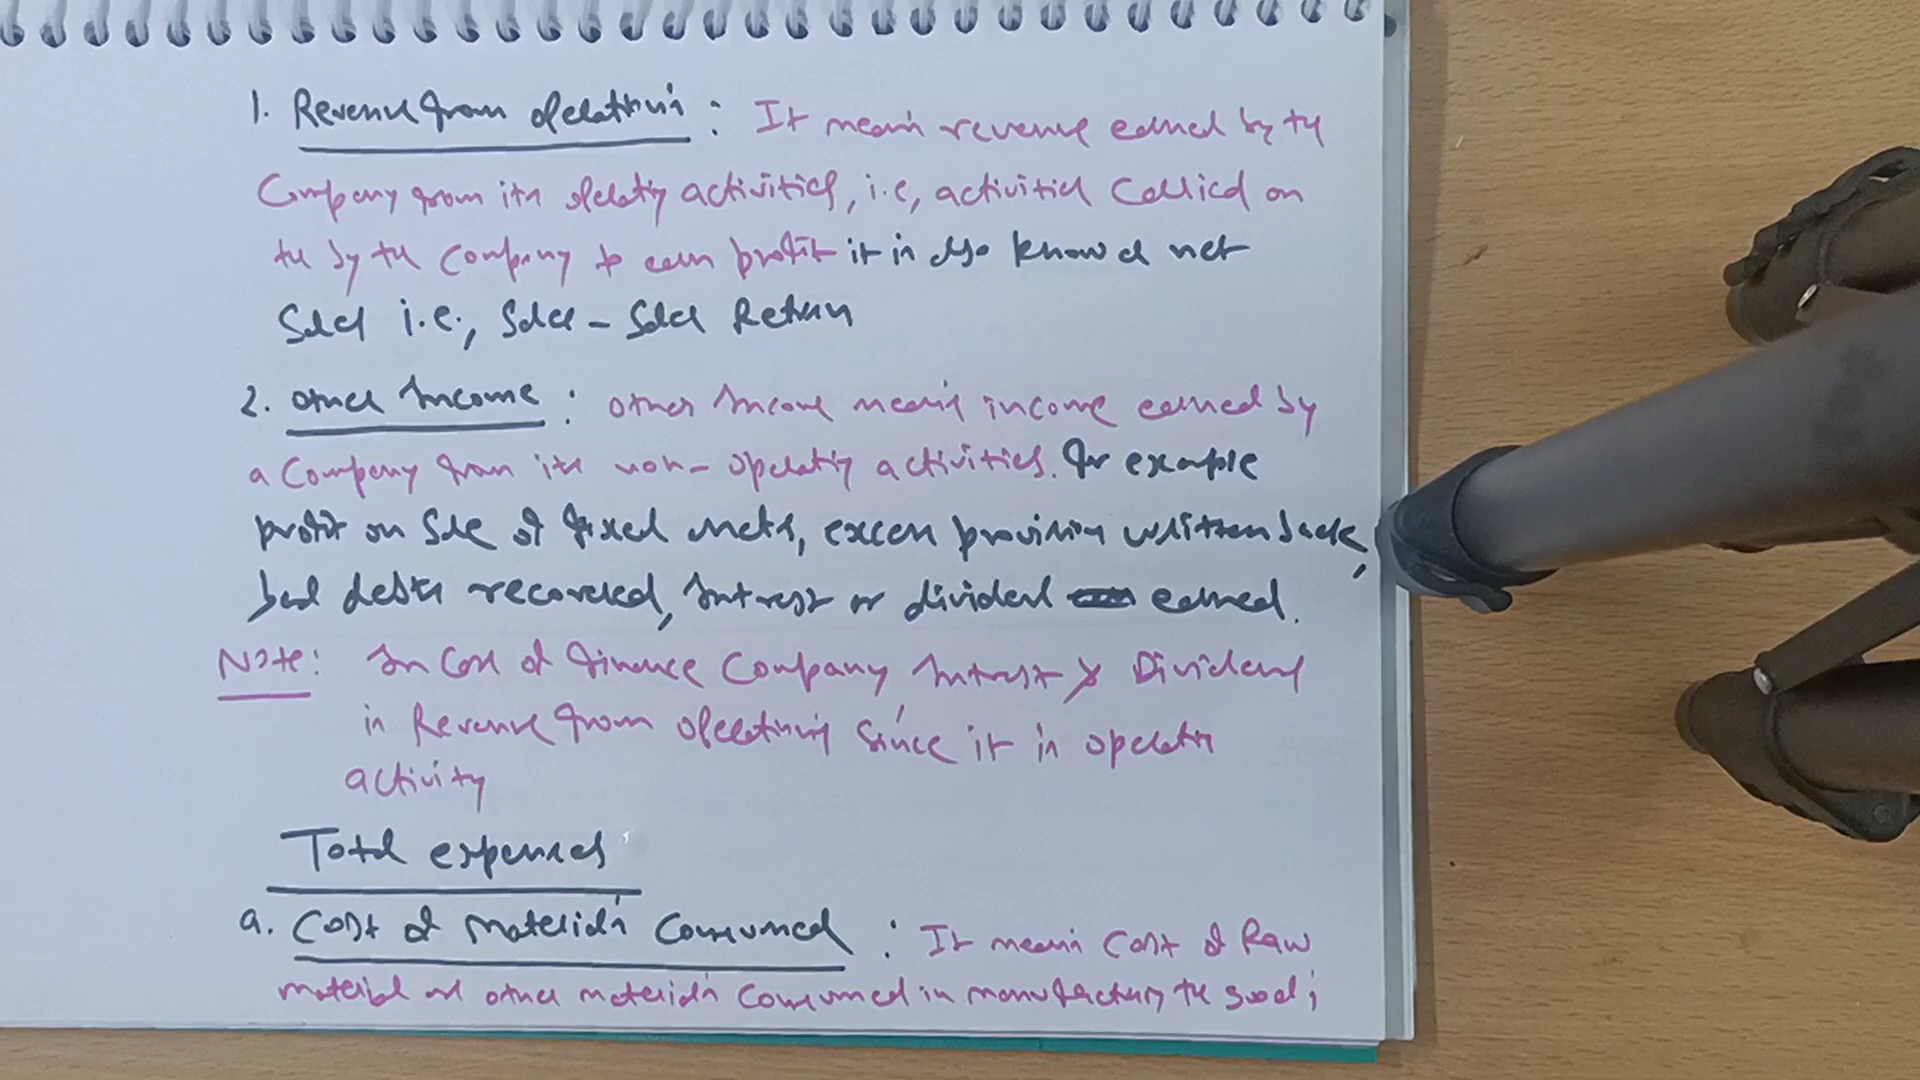 1. Revenue from operations : It means revenue earned by the
Company from its operating activities, i.e, activities carried on
the by the company to earn profit it is also know as net
Sales i.e., Sales - Sales Return
2. Other Income : Other Income means income earned by
a Company from its non-operating activities. For example
profit on Sale of fixed assets, excess provision written back,
bad debts recovered, Interest or dividend earned.
Note: In Case of finance Company, Interest & Dividend
is Revenue from operations since it is operating
activity
Total expenses
a. Cost of materials Consumed : It means Cost of Raw
material and other materials Consumed in manufacturing the goods;